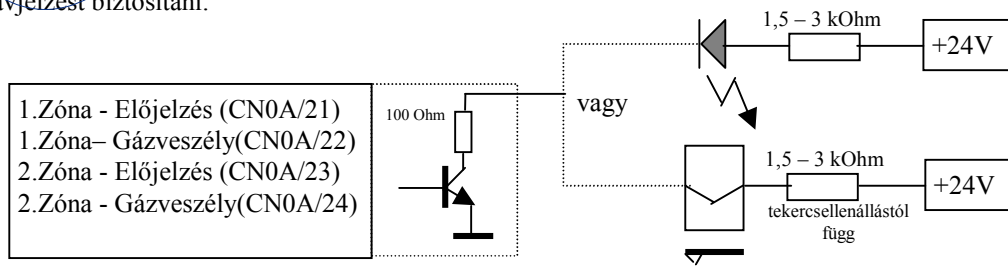 biztosítani.
1,5 – 3 kOhm
+24V
1.Zóna - Előjelzés (CN0A/21)
1.Zóna– Gázveszély(CN0A/22)
2.Zóna - Előjelzés (CN0A/23)
2.Zóna - Gázveszély(CN0A/24)
100 Ohm
vagy
1,5 – 3 kOhm
+24V
tekercsellenállástól
függ